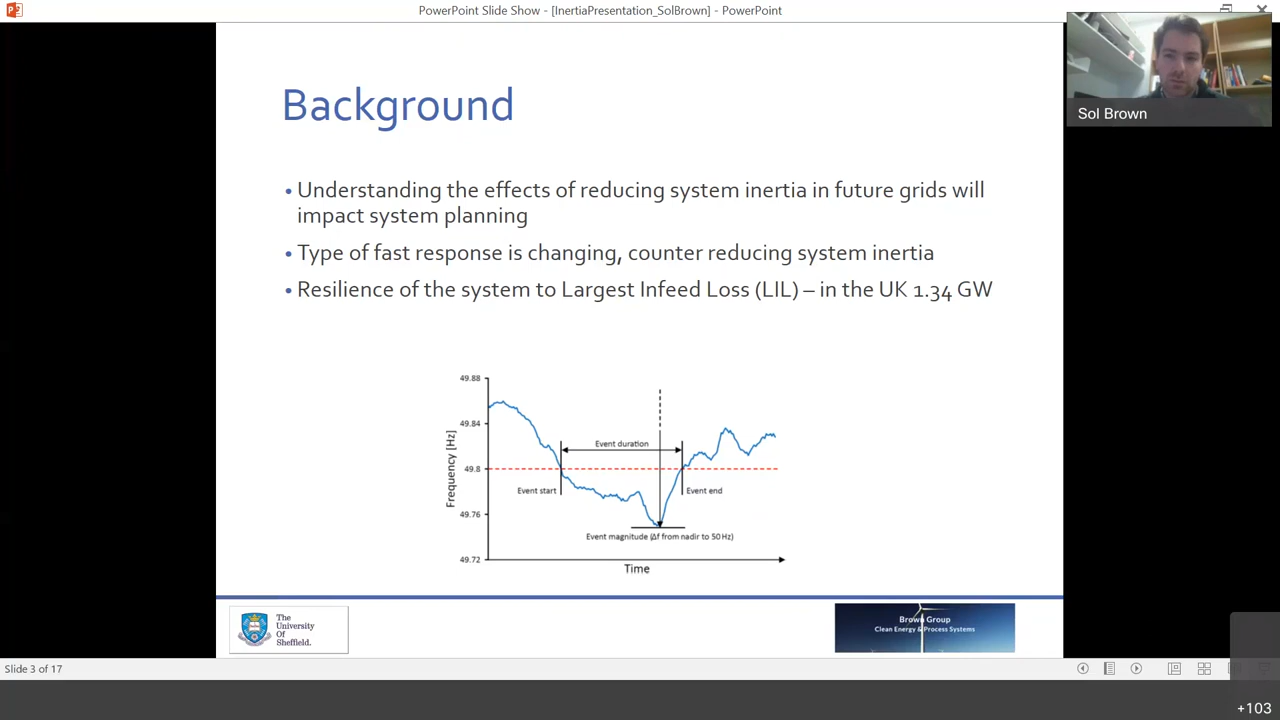 PowerPoint Slide Show - [InertiaPresentation_SolBrown] - PowerPoint
Sol Brown
Background
• Understanding the effects of reducing system inertia in future grids will
impact system planning
• Type of fast response is changing, counter reducing system inertia
• Resilience of the system to Largest Infeed Loss (LIL) – in the UK 1.34 GW
49.88
49.84
49.8
49.76
49.72
Frequency [Hz]
Event duration
Event start
Event end
Event magnitude (Δf from nadir to 50 Hz)
Time
The
University
Of
Sheffield.
Brown Group
Clean Energy & Process Systems
Slide 3 of 17
+103